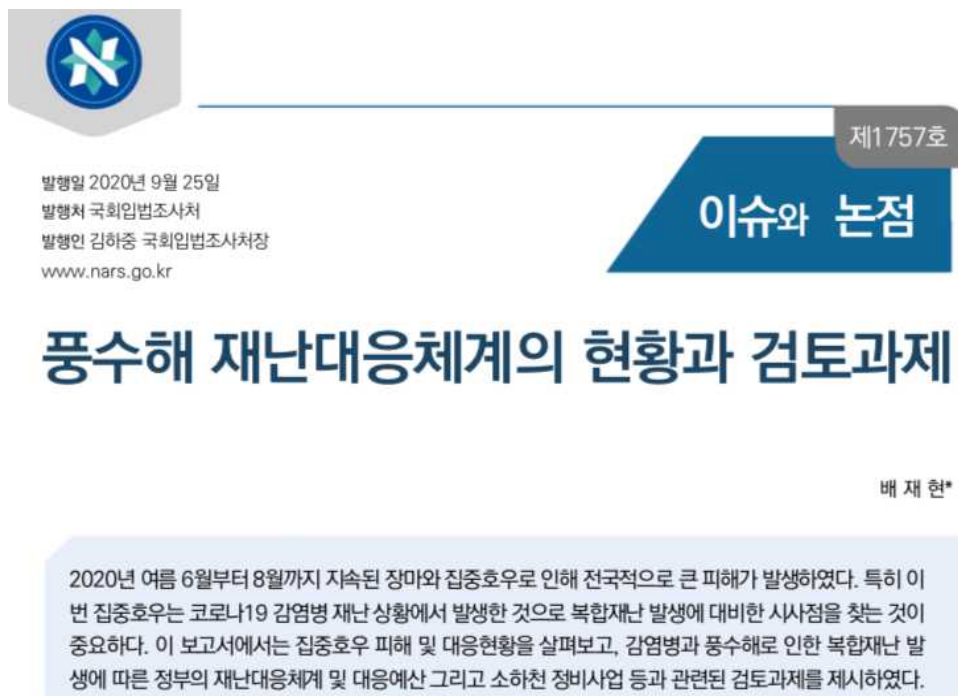 제1757호
발행일 2020년 9월 25일
발행처 국회입법조사처
발행인 김하중 국회입법조사처장
www.nars.go.kr
이슈와 논점
풍수해 재난대응체계의 현황과 검토과제
배 재 현*
2020년 여름 6월부터 8월까지 지속된 장마와 집중호우로 인해 전국적으로 큰 피해가 발생하였다. 특히 이
번 집중호우는 코로나19 감염병 재난 상황에서 발생한 것으로 복합재난 발생에 대비한 시사점을 찾는 것이
중요하다. 이 보고서에서는 집중호우 피해 및 대응현황을 살펴보고, 감염병과 풍수해로 인한 복합재난 발
생에 따른 정부의 재난대응체계 및 대응예산 그리고 소하천 정비사업 등과 관련된 검토과제를 제시하였다.